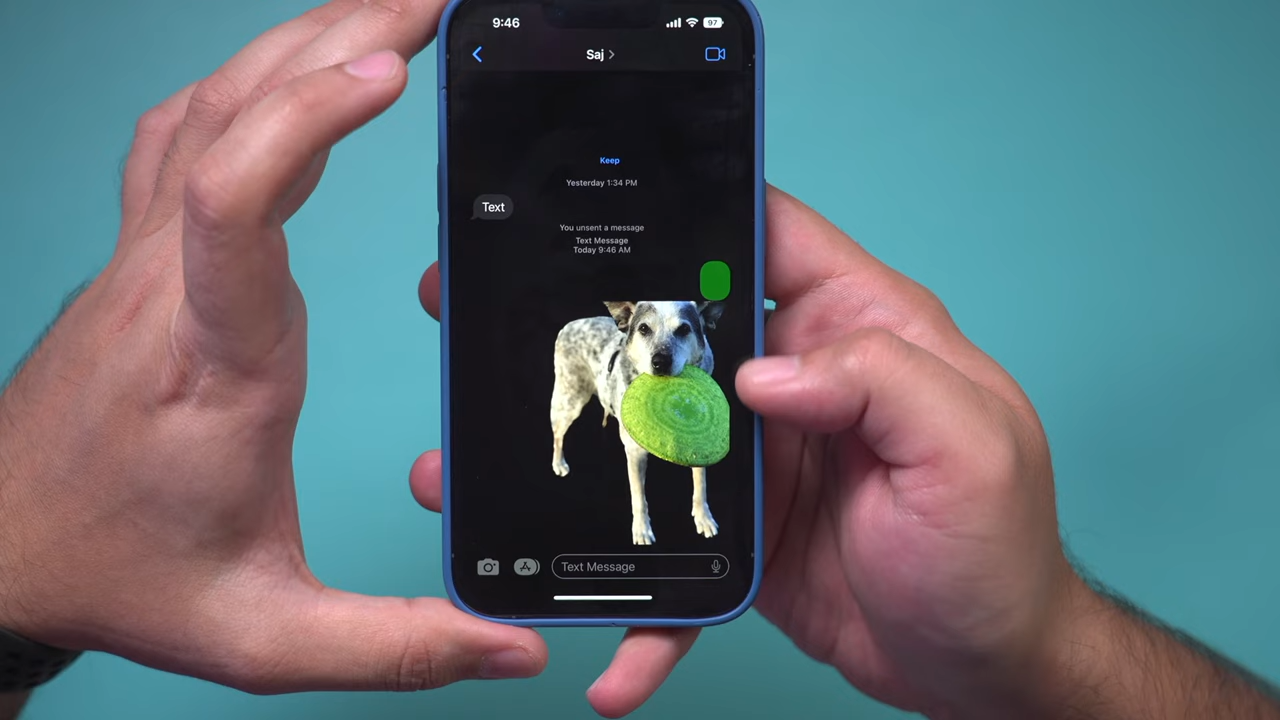 9:46
97
Saj
Keep
Yesterday 1:34 PM
Text
You unsent a message
Text Message
Today 9:46 AM
Text Message